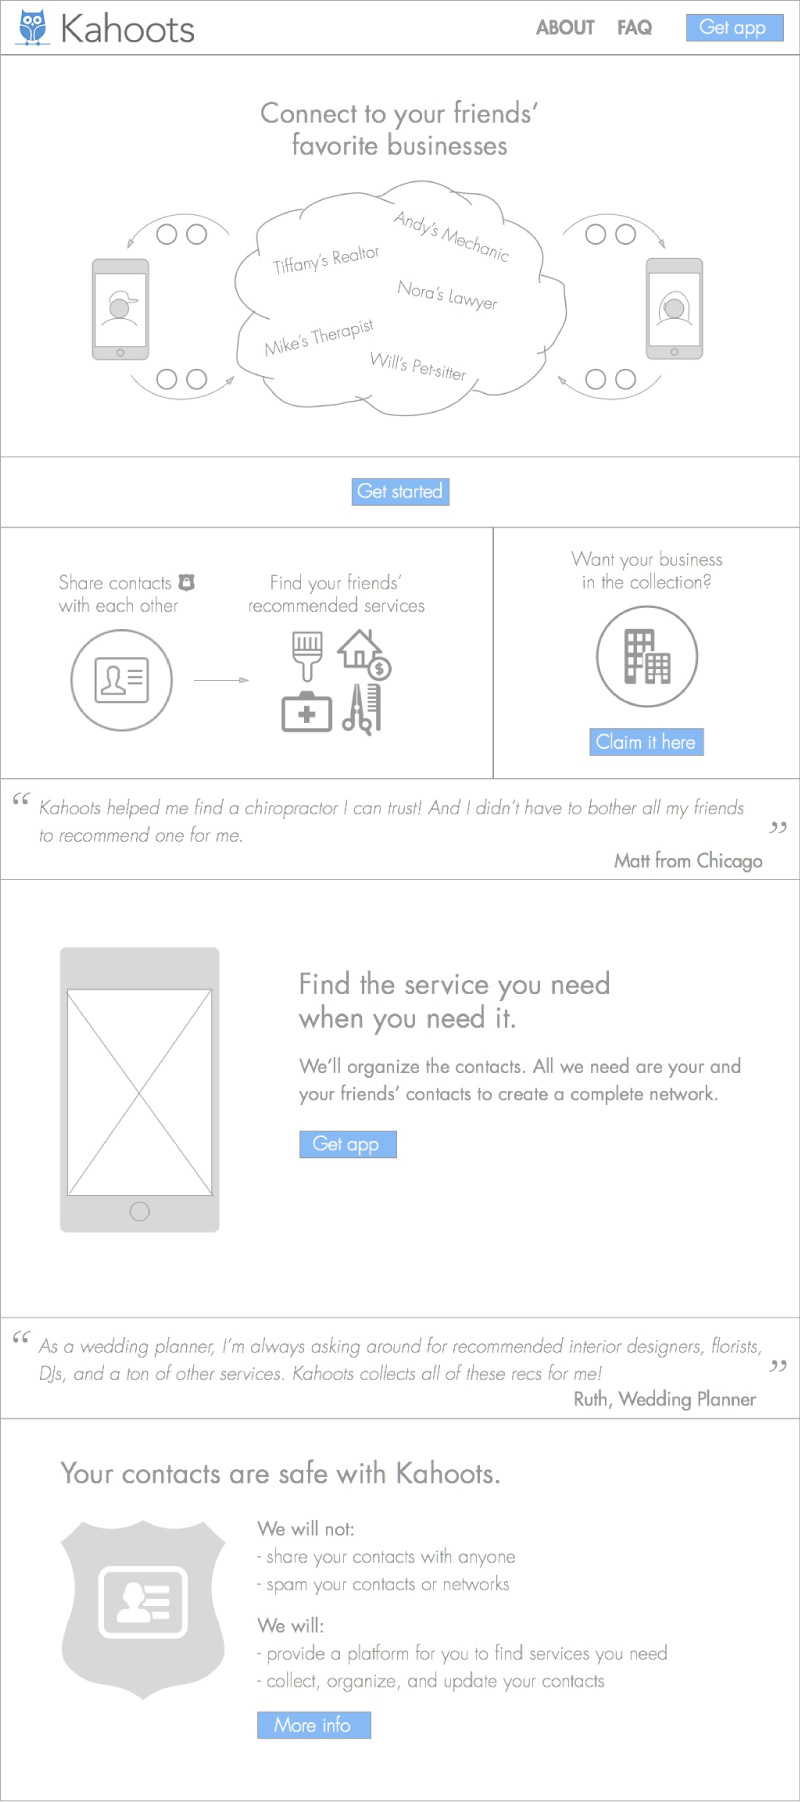 Kahoots
ABOUT FAQ Get app
Connect to your friends’
favorite businesses
Andy’s Mechanic
Tiffany’s Realtor
Nora’s Lawyer
Mike’s Therapist
Will’s Pet-sitter
Get started
Share contacts
with each other
Find your friends’
recommended services
$
Want your business
in the collection?
Claim it here
“ Kahoots helped me find a chiropractor I can trust! And I didn’t have to bother all my friends
to recommend one for me. ”
Matt from Chicago
Find the service you need
when you need it.
We’ll organize the contacts. All we need are your and
your friends’ contacts to create a complete network.
Get app
“ As a wedding planner, I’m always asking around for recommended interior designers, florists,
DJs, and a ton of other services. Kahoots collects all of these recs for me! ”
Ruth, Wedding Planner
Your contacts are safe with Kahoots.
We will not:
- share your contacts with anyone
- spam your contacts or networks
We will:
- provide a platform for you to find services you need
- collect, organize, and update your contacts
More info